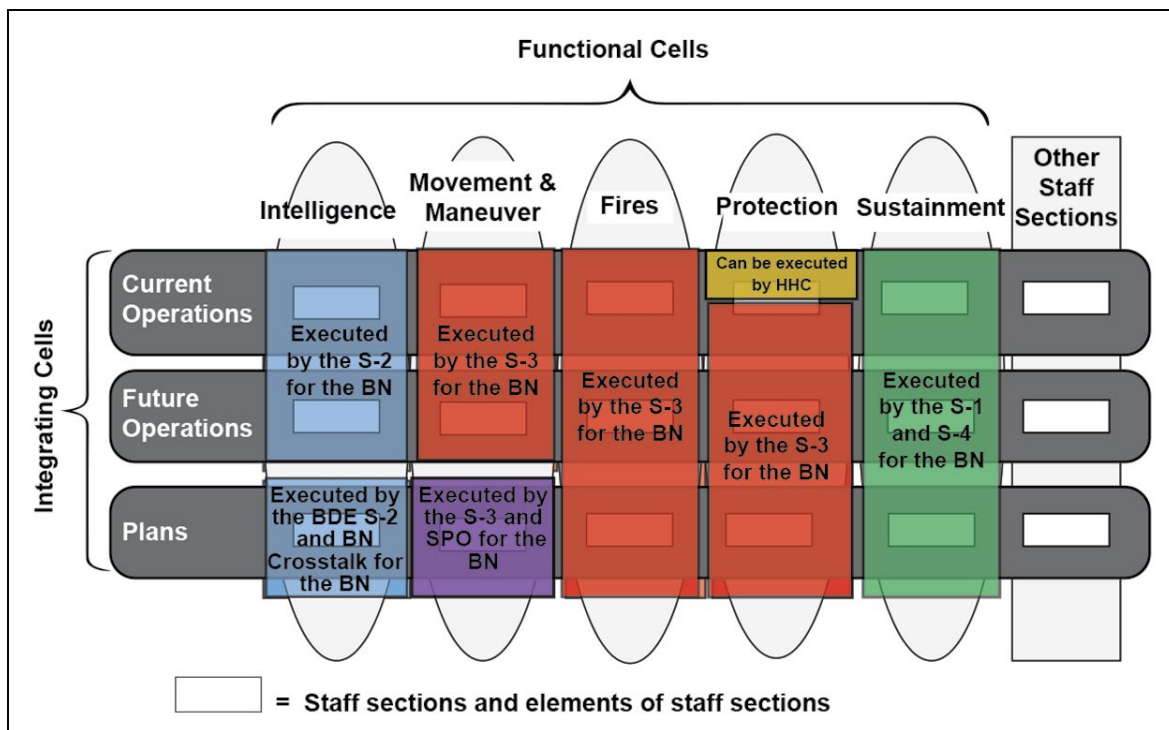 Functional Cells
Intelligence
Movement &
Maneuver
Fires
Protection
Sustainment
Other
Staff
Sections
Integrating Cells
Current
Operations
Future
Operations
Plans
Executed
by the S-2
for the BN
Executed
by the S-3
for the BN
Executed
by the S-3
for the BN
Can be executed
by HHC
Executed
by the S-3
for the BN
Executed
by the S-1
and S-4
for the BN
Executed by
the BDE S-2
and BN
Crosstalk for
the BN
Executed by
the S-3 and
SPO for the
BN
= Staff sections and elements of staff sections